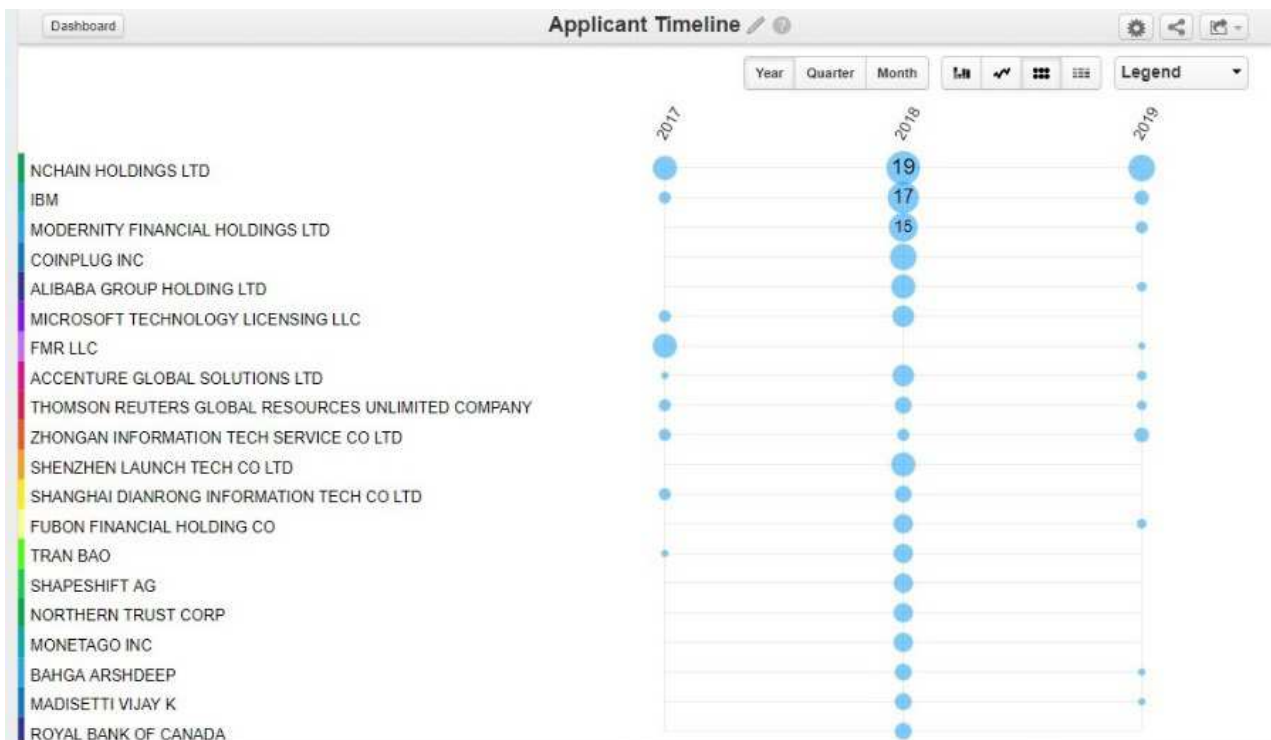 Dashboard
Applicant Timeline
Year Quarter Month Legend
2017 2018 2019
NCHAIN HOLDINGS LTD 19
IBM 17
MODERNITY FINANCIAL HOLDINGS LTD 15
COINPLUG INC
ALIBABA GROUP HOLDING LTD
MICROSOFT TECHNOLOGY LICENSING LLC
FMR LLC
ACCENTURE GLOBAL SOLUTIONS LTD
THOMSON REUTERS GLOBAL RESOURCES UNLIMITED COMPANY
ZHONGAN INFORMATION TECH SERVICE CO LTD
SHENZHEN LAUNCH TECH CO LTD
SHANGHAI DIANRONG INFORMATION TECH CO LTD
FUBON FINANCIAL HOLDING CO
TRAN BAO
SHAPESHIFT AG
NORTHERN TRUST CORP
MONETAGO INC
BAHGA ARSHDEEP
MADISETTI VIJAY K
ROYAL BANK OF CANADA